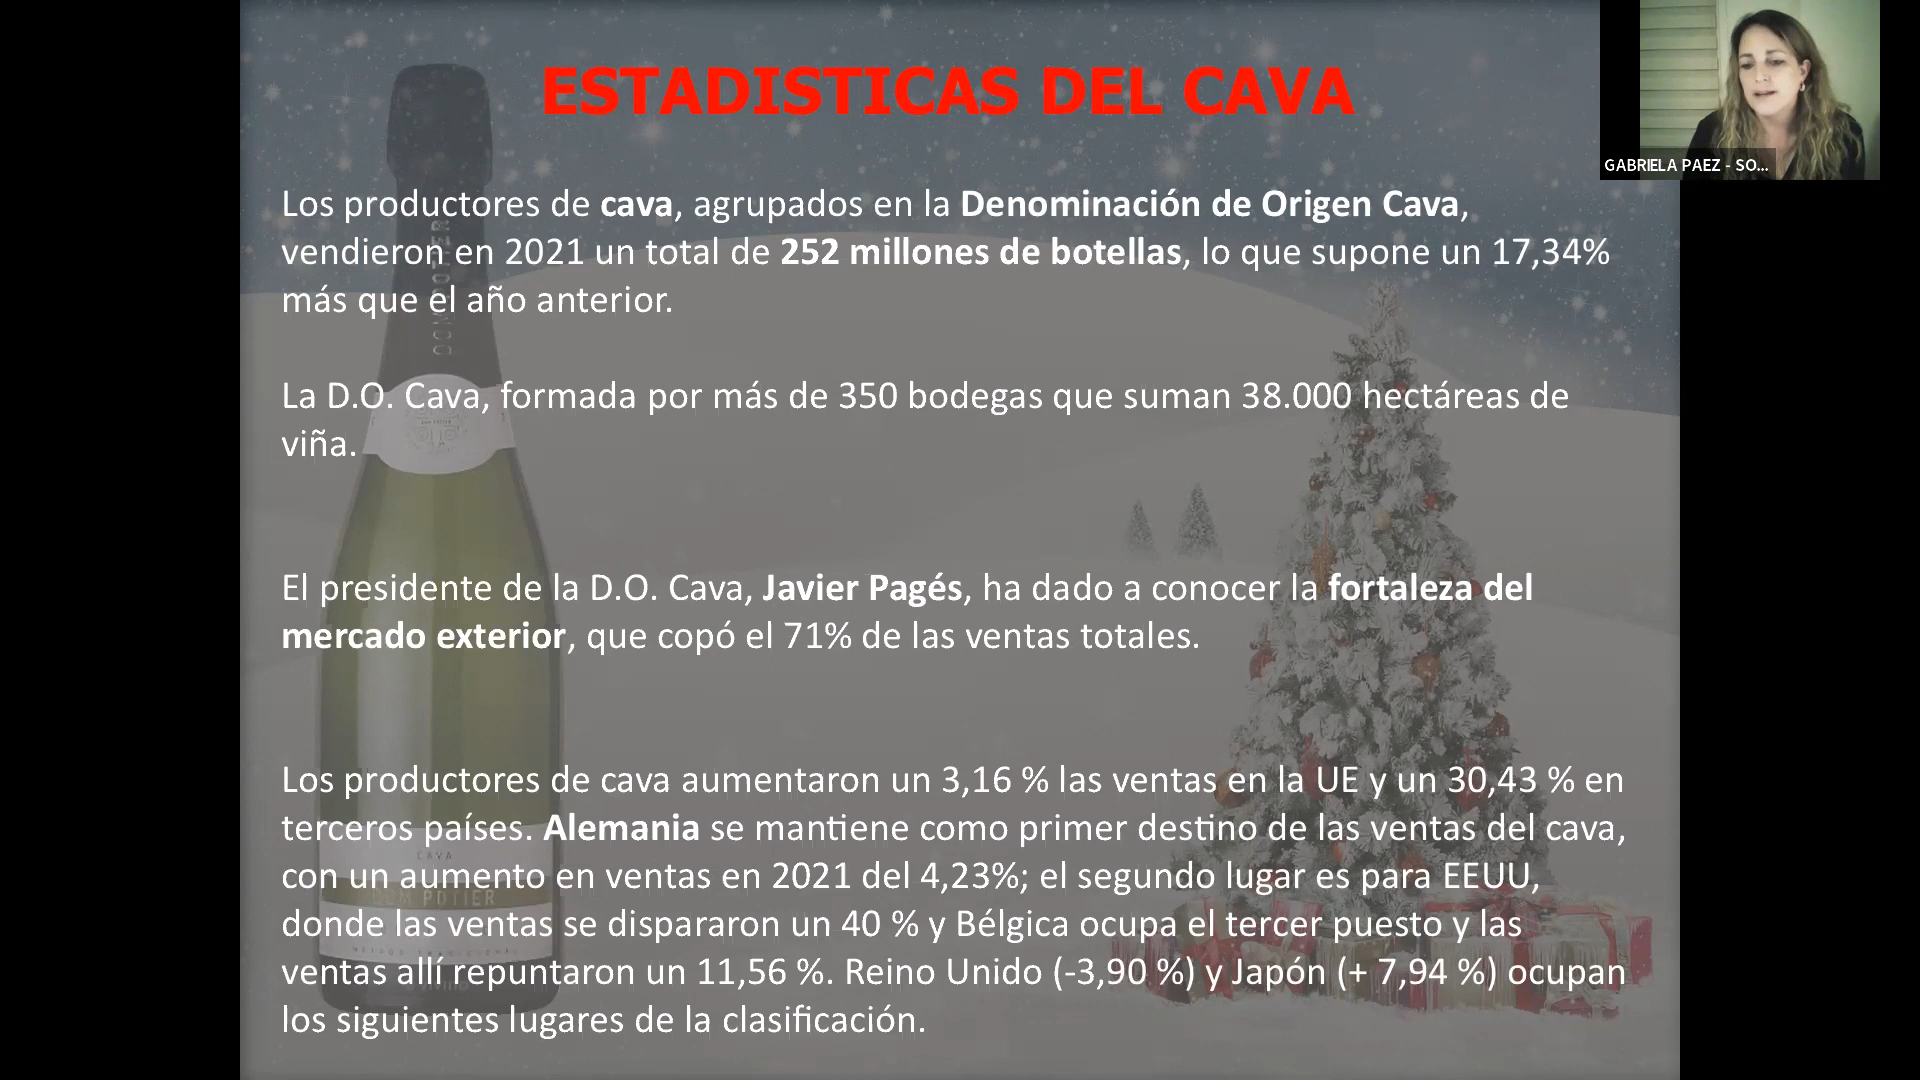 ESTADISTICAS DEL CAVA
GABRIELA PAEZ - SO...
Los productores de cava, agrupados en la Denominación de Origen Cava,
vendieron en 2021 un total de 252 millones de botellas, lo que supone un 17,34%
más que el año anterior.
La D.O. Cava, formada por más de 350 bodegas que suman 38.000 hectáreas de
viña.
El presidente de la D.O. Cava, Javier Pagés, ha dado a conocer la fortaleza del
mercado exterior, que copó el 71% de las ventas totales.
Los productores de cava aumentaron un 3,16 % las ventas en la UE y un 30,43 % en
terceros países. Alemania se mantiene como primer destino de las ventas del cava,
con un aumento en ventas en 2021 del 4,23%; el segundo lugar es para EEUU,
donde las ventas se dispararon un 40 % y Bélgica ocupa el tercer puesto y las
ventas allí repuntaron un 11,56 %. Reino Unido (-3,90 %) y Japón (+ 7,94 %) ocupan
los siguientes lugares de la clasificación.
CAVA
DOM POTIER